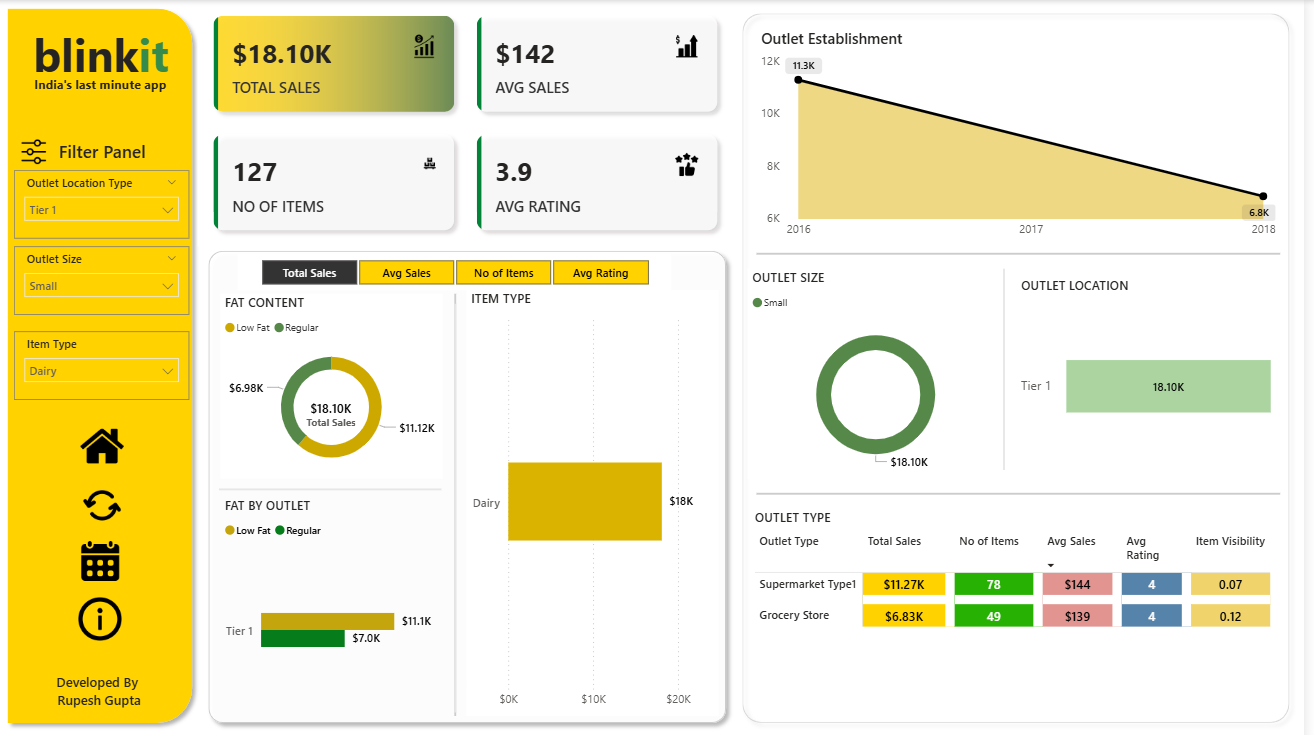 blinkit
India's last minute app
Filter Panel
Outlet Location Type
Tier 1
Outlet Size
Small
Item Type
Dairy
Developed By
Rupesh Gupta
$18.10K
TOTAL SALES
$142
AVG SALES
127
NO OF ITEMS
3.9
AVG RATING
Total Sales
Avg Sales
No of Items
Avg Rating
FAT CONTENT
Low Fat
Regular
$6.98K
$18.10K
Total Sales
$11.12K
FAT BY OUTLET
Low Fat
Regular
Tier 1
$11.1K
$7.0K
ITEM TYPE
Dairy
$18K
$0K
$10K
$20K
Outlet Establishment
12K
10K
8K
6K
11.3K
6.8K
2016
2017
2018
OUTLET SIZE
Small
$18.10K
OUTLET LOCATION
Tier 1
18.10K
OUTLET TYPE
Outlet Type Total Sales No of Items Avg Sales Avg Rating Item Visibility
Supermarket Type1 $11.27K 78 $144 4 0.07
Grocery Store $6.83K 49 $139 4 0.12